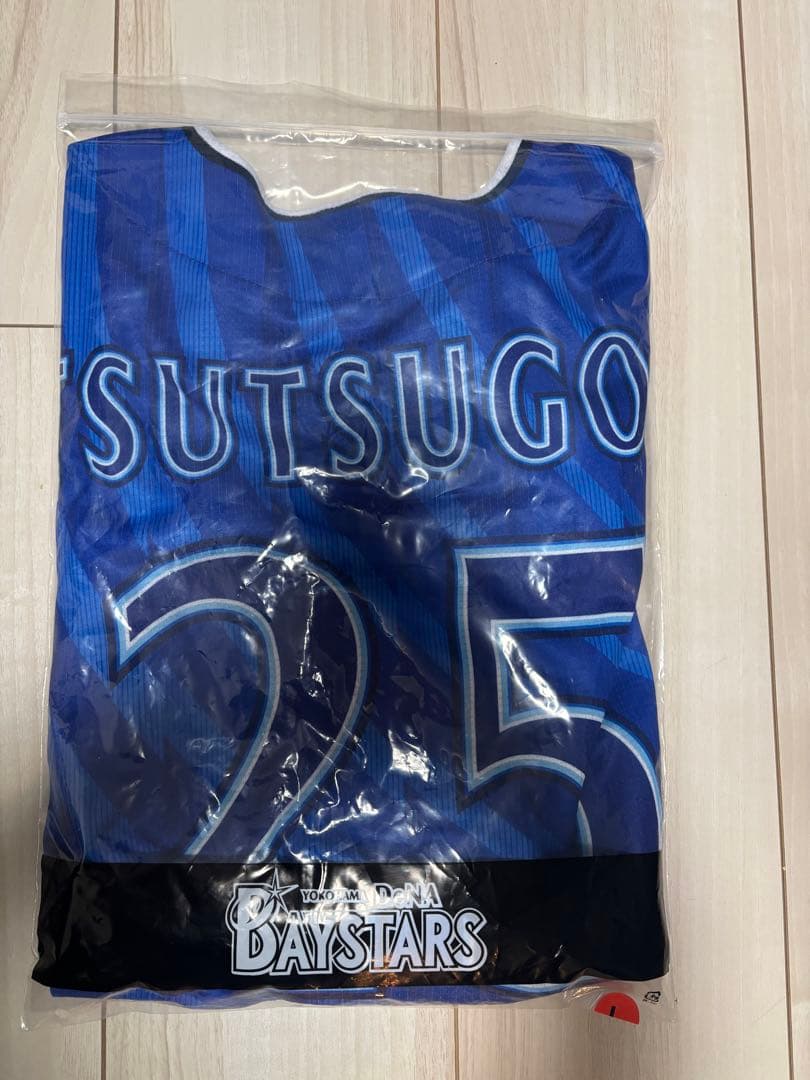 TSUTSUGO
25
YOKOHAMA DeNA
BAYSTARS
L